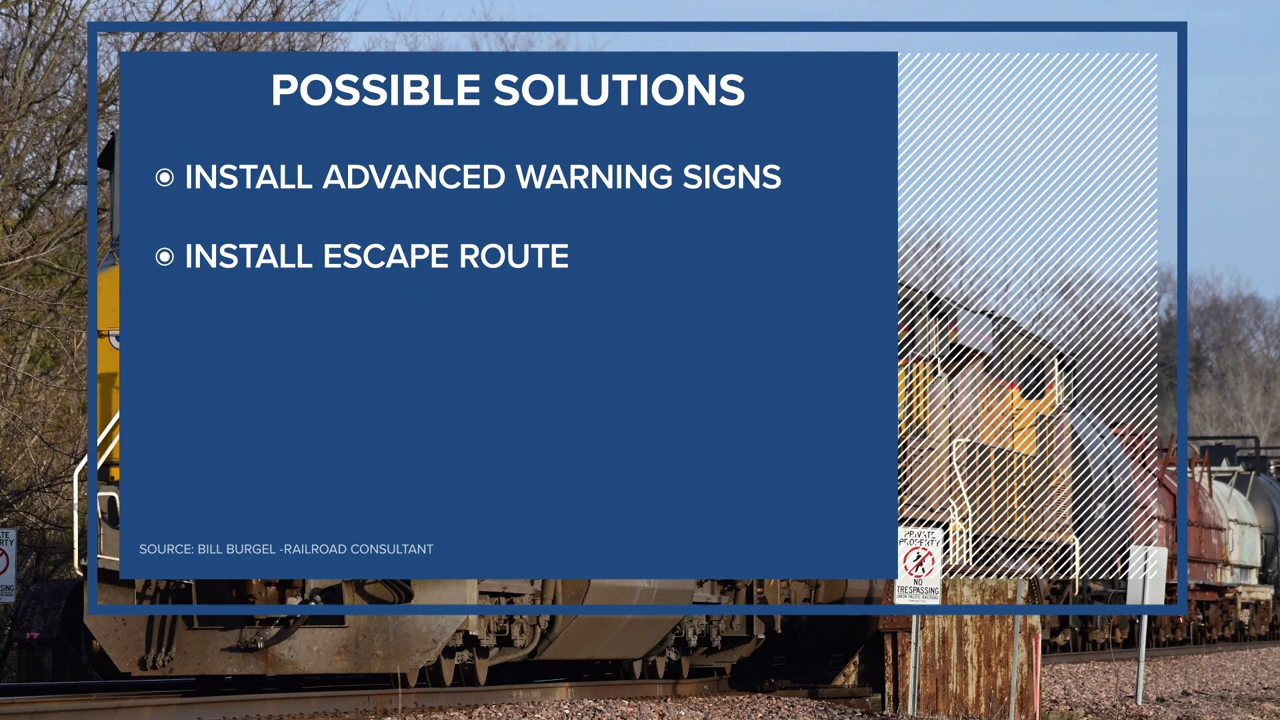 POSSIBLE SOLUTIONS
INSTALL ADVANCED WARNING SIGNS
INSTALL ESCAPE ROUTE
SOURCE: BILL BURGEL -RAILROAD CONSULTANT
PRIVATE
PROPERTY
NO
TRESPASSING